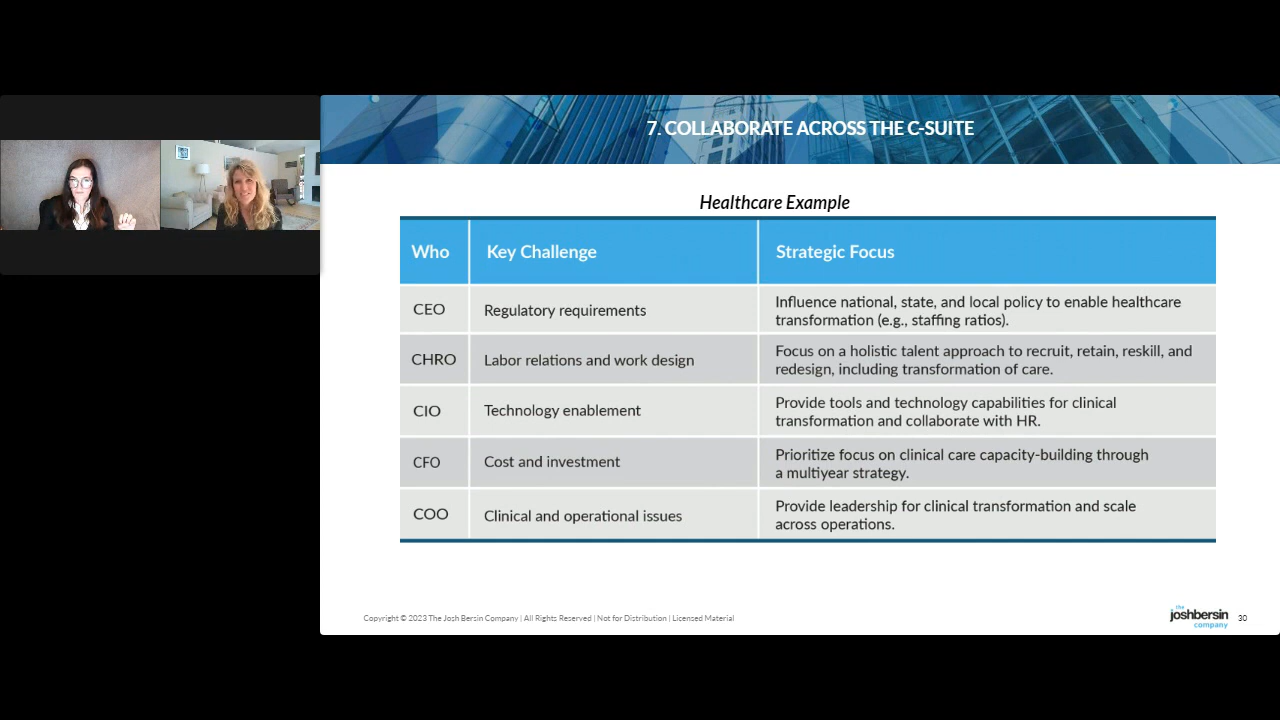 7. COLLABORATE ACROSS THE C-SUITE
Healthcare Example
Who Key Challenge Strategic Focus
CEO Regulatory requirements Influence national, state, and local policy to enable healthcare
transformation (e.g., staffing ratios).
CHRO Labor relations and work design Focus on a holistic talent approach to recruit, retain, reskill, and
redesign, including transformation of care.
CIO Technology enablement Provide tools and technology capabilities for clinical
transformation and collaborate with HR.
CFO Cost and investment Prioritize focus on clinical care capacity-building through
a multiyear strategy.
COO Clinical and operational issues Provide leadership for clinical transformation and scale
across operations.
Copyright © 2023 The Josh Bersin Company | All Rights Reserved | Not for Distribution | Licensed Material
the
joshbersin
company
30